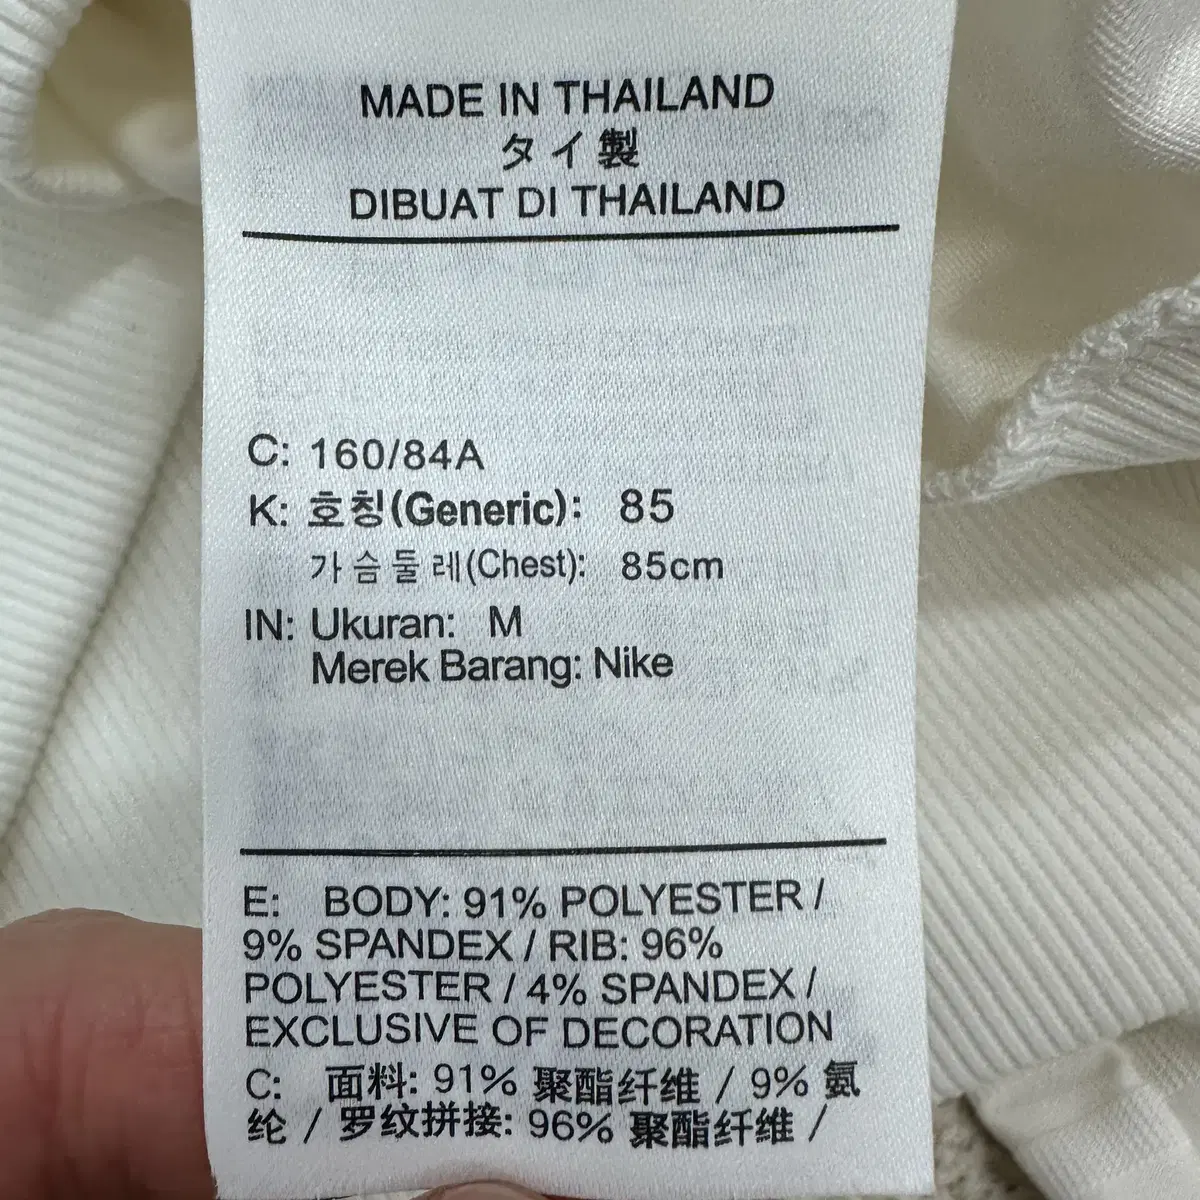 MADE IN THAILAND
タイ製
DIBUAT DI THAILAND
C: 160/84A
K: 호칭(Generic): 85
가슴둘레(Chest): 85cm
IN: Ukuran: M
Merek Barang: Nike
E: BODY: 91% POLYESTER /
9% SPANDEX / RIB: 96%
POLYESTER / 4% SPANDEX /
EXCLUSIVE OF DECORATION
C: 面料: 91% 聚酯纤维 / 9% 氨
纶 / 罗纹拼接: 96% 聚酯纤维 /